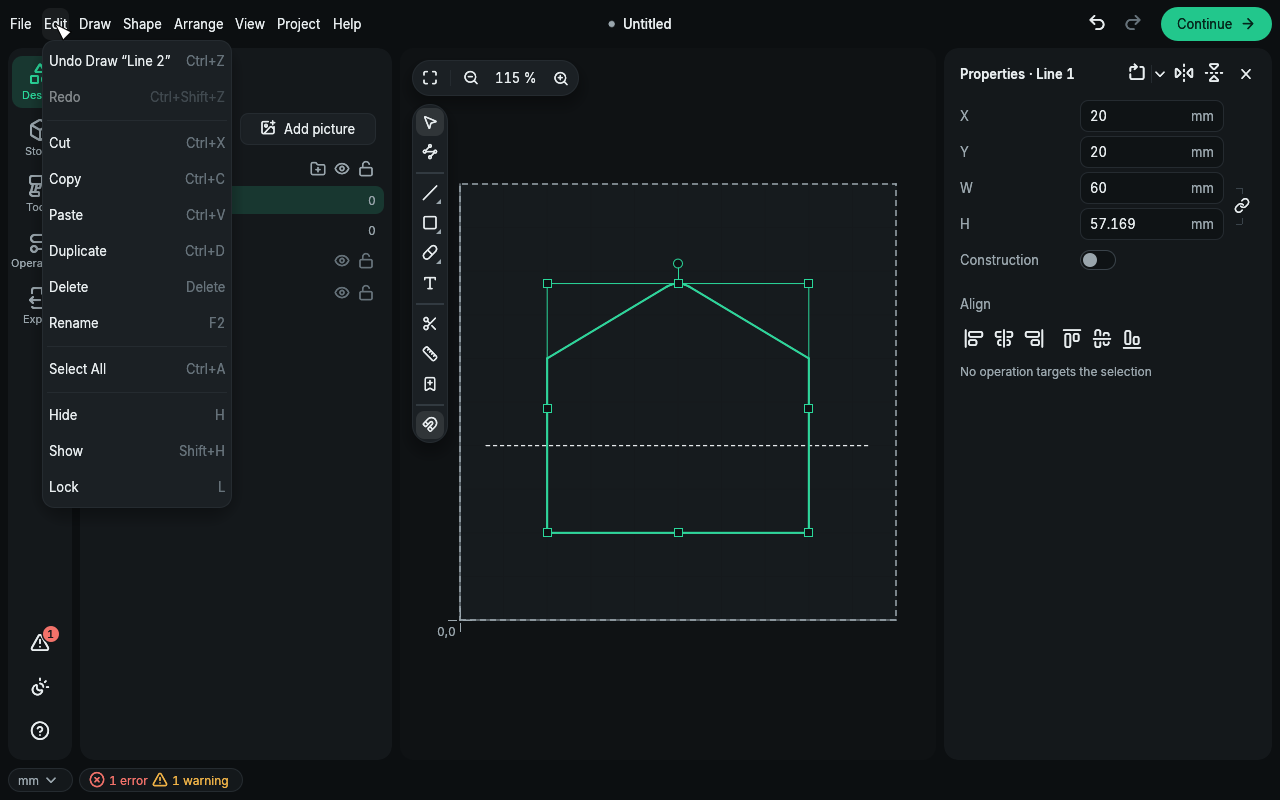 File Edit Draw Shape Arrange View Project Help
Untitled
Continue
Undo Draw “Line 2” Ctrl+Z
Redo Ctrl+Shift+Z
Cut Ctrl+X
Copy Ctrl+C
Paste Ctrl+V
Duplicate Ctrl+D
Delete Delete
Rename F2
Select All Ctrl+A
Hide H
Show Shift+H
Lock L
Add picture
0
0
115 %
0,0
Properties · Line 1
X 20 mm
Y 20 mm
W 60 mm
H 57.169 mm
Construction
Align
No operation targets the selection
1
mm
1 error 1 warning